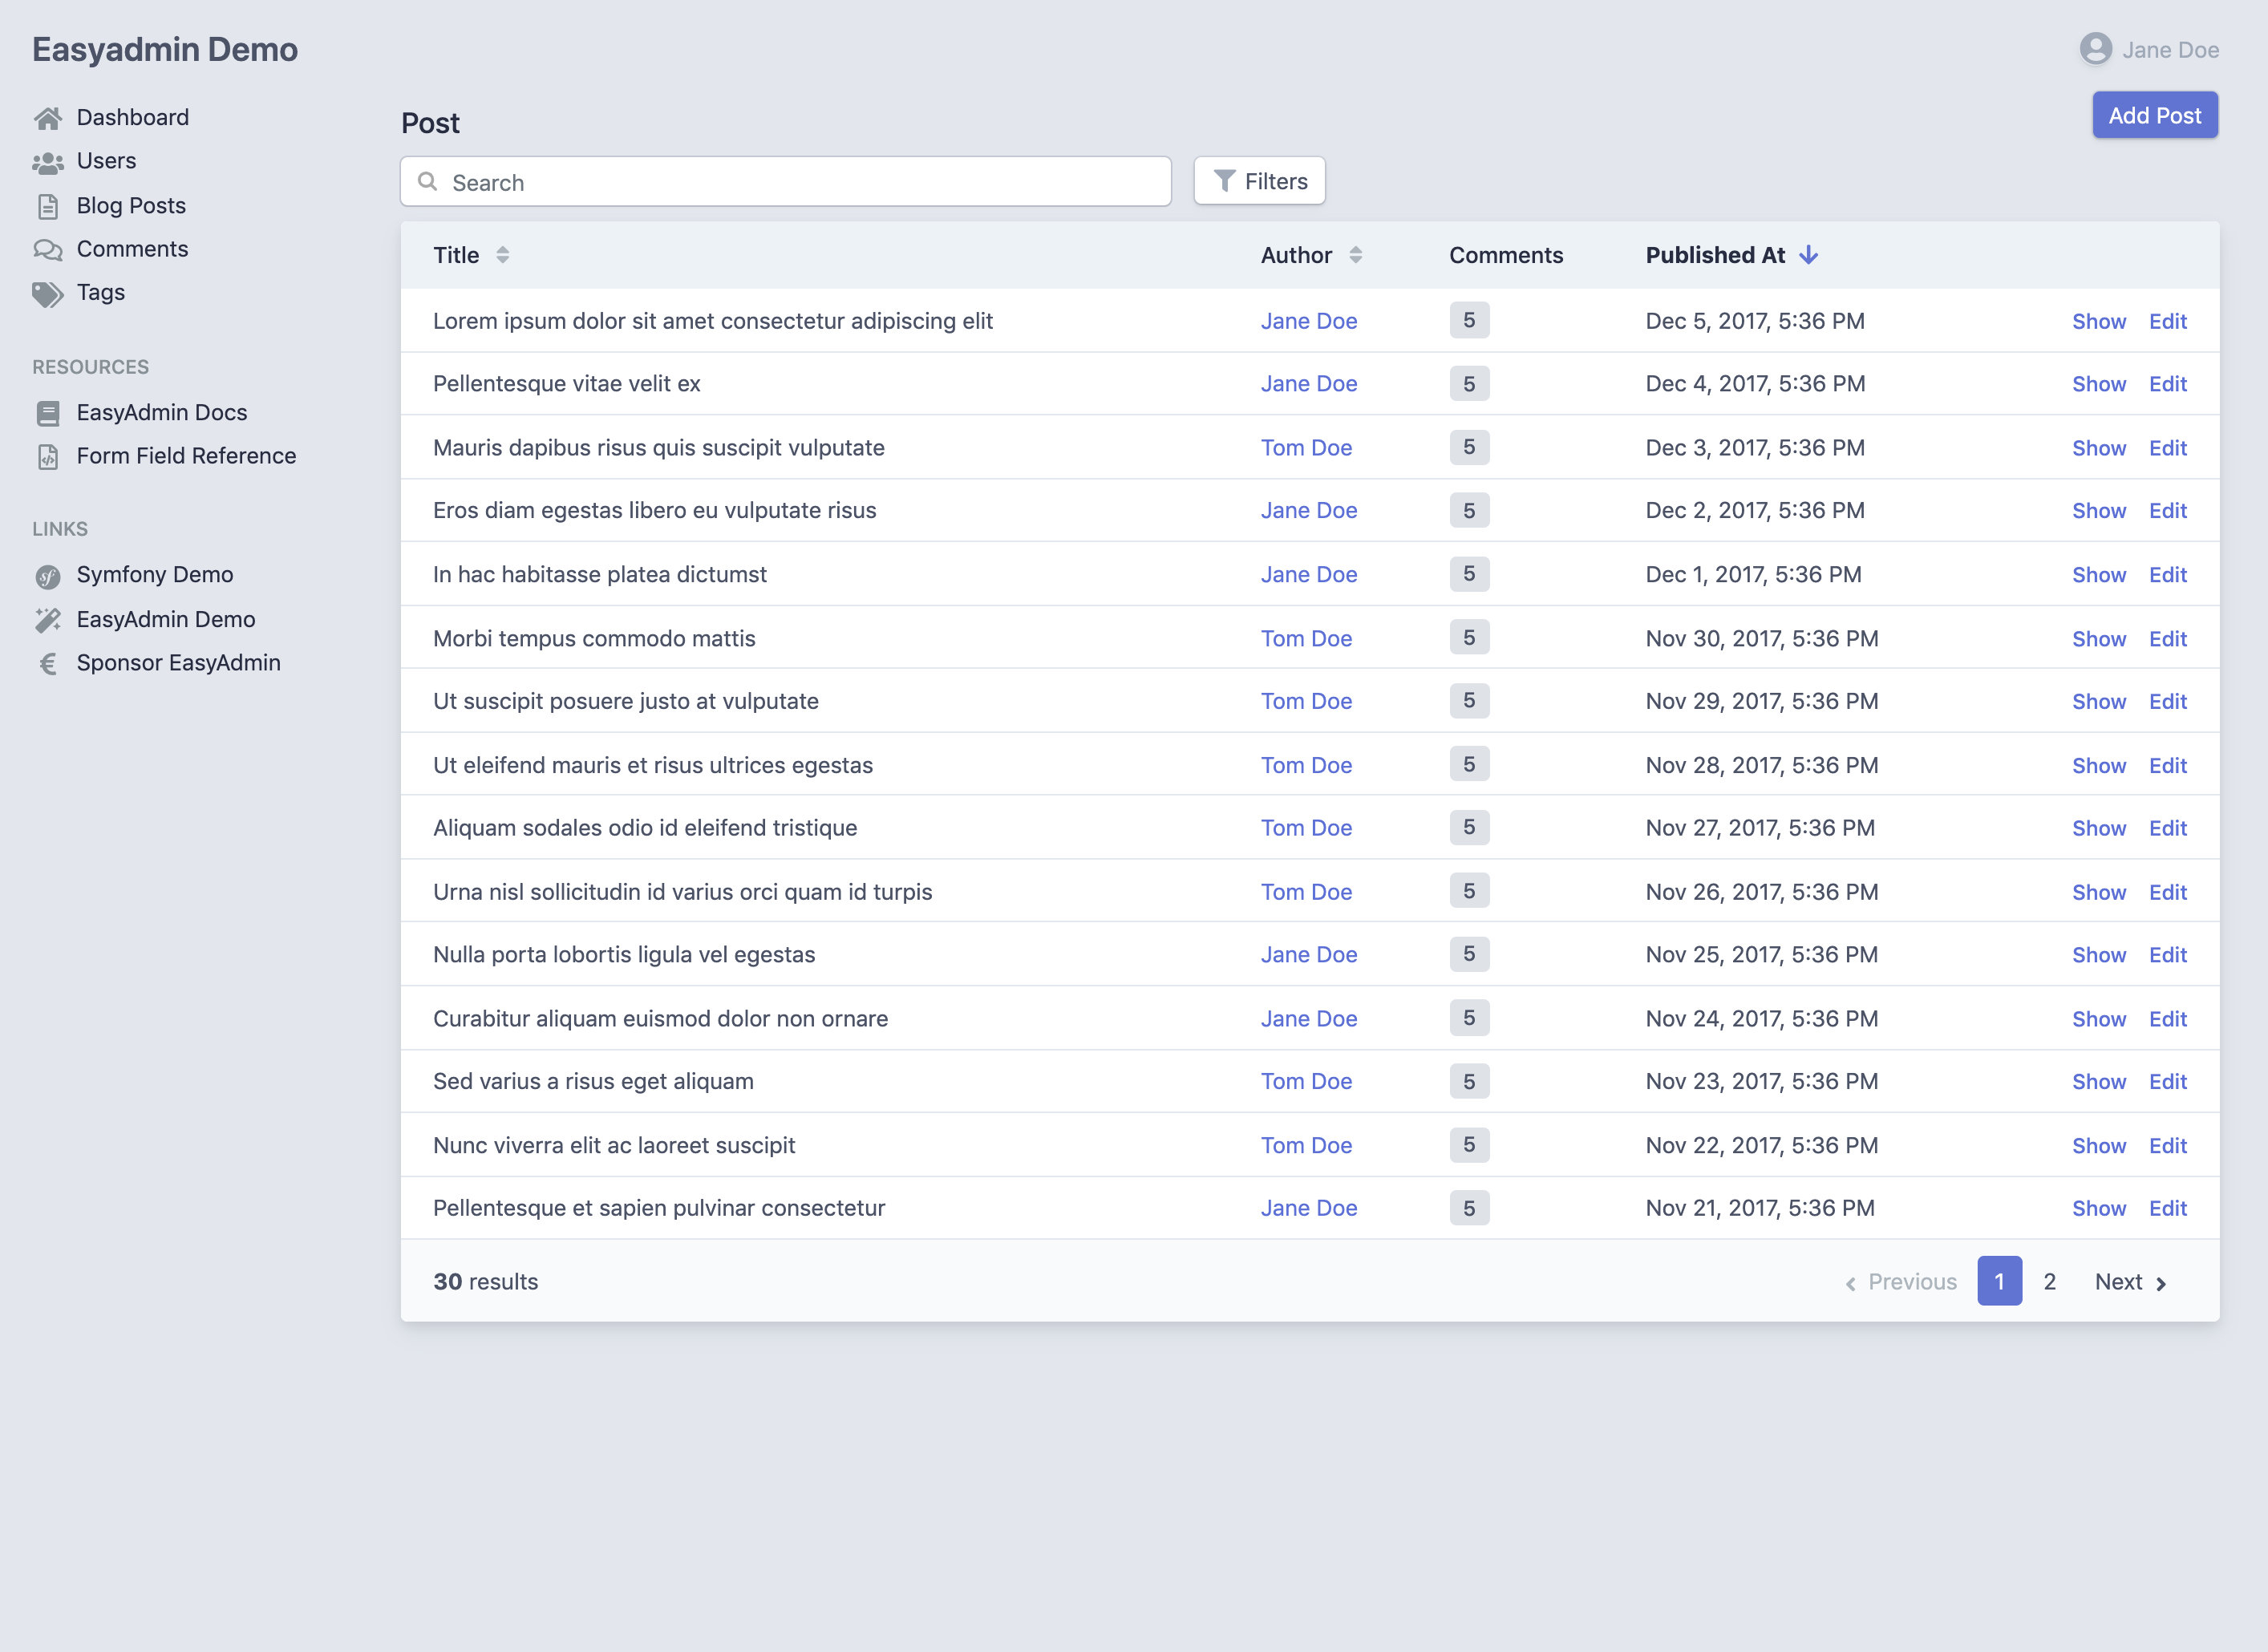 Easyadmin Demo
Jane Doe
Dashboard
Users
Blog Posts
Comments
Tags
RESOURCES
EasyAdmin Docs
Form Field Reference
LINKS
Symfony Demo
EasyAdmin Demo
Sponsor EasyAdmin
Post
Add Post
Search
Filters
Title Author Comments Published At
Lorem ipsum dolor sit amet consectetur adipiscing elit Jane Doe 5 Dec 5, 2017, 5:36 PM Show Edit
Pellentesque vitae velit ex Jane Doe 5 Dec 4, 2017, 5:36 PM Show Edit
Mauris dapibus risus quis suscipit vulputate Tom Doe 5 Dec 3, 2017, 5:36 PM Show Edit
Eros diam egestas libero eu vulputate risus Jane Doe 5 Dec 2, 2017, 5:36 PM Show Edit
In hac habitasse platea dictumst Jane Doe 5 Dec 1, 2017, 5:36 PM Show Edit
Morbi tempus commodo mattis Tom Doe 5 Nov 30, 2017, 5:36 PM Show Edit
Ut suscipit posuere justo at vulputate Tom Doe 5 Nov 29, 2017, 5:36 PM Show Edit
Ut eleifend mauris et risus ultrices egestas Tom Doe 5 Nov 28, 2017, 5:36 PM Show Edit
Aliquam sodales odio id eleifend tristique Tom Doe 5 Nov 27, 2017, 5:36 PM Show Edit
Urna nisl sollicitudin id varius orci quam id turpis Tom Doe 5 Nov 26, 2017, 5:36 PM Show Edit
Nulla porta lobortis ligula vel egestas Jane Doe 5 Nov 25, 2017, 5:36 PM Show Edit
Curabitur aliquam euismod dolor non ornare Jane Doe 5 Nov 24, 2017, 5:36 PM Show Edit
Sed varius a risus eget aliquam Tom Doe 5 Nov 23, 2017, 5:36 PM Show Edit
Nunc viverra elit ac laoreet suscipit Tom Doe 5 Nov 22, 2017, 5:36 PM Show Edit
Pellentesque et sapien pulvinar consectetur Jane Doe 5 Nov 21, 2017, 5:36 PM Show Edit
30 results
Previous 1 2 Next